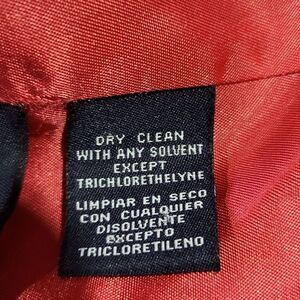 DRY CLEAN
WITH ANY SOLVENT
EXCEPT
TRICHLORETHELYNE
LIMPIAR EN SECO
CON CUALQUIER
DISOLVENTE
EXCEPTO
TRICLORETILENO